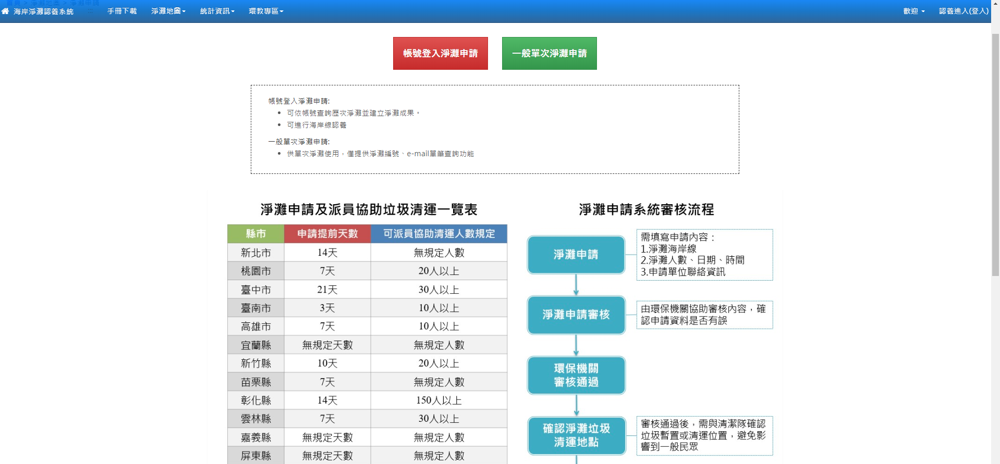 首頁 > 淨灘地圖 > 淨灘申請
海岸淨灘認養系統 ::: 手冊下載 淨灘地圖 統計資訊 環教專區 歡迎 認養進入(登入)
帳號登入淨灘申請 一般單次淨灘申請
帳號登入淨灘申請:
可依帳號查詢歷次淨灘並建立淨灘成果。
可進行海岸線認養
一般單次淨灘申請:
供單次淨灘使用，僅提供淨灘編號、e-mail單筆查詢功能
淨灘申請及派員協助垃圾清運一覽表
縣市 申請提前天數 可派員協助清運人數規定
新北市 14天 無規定人數
桃園市 7天 20人以上
臺中市 21天 30人以上
臺南市 3天 10人以上
高雄市 7天 10人以上
宜蘭縣 無規定天數 無規定人數
新竹縣 10天 20人以上
苗栗縣 7天 無規定人數
彰化縣 14天 150人以上
雲林縣 7天 30人以上
嘉義縣 無規定天數 無規定人數
屏東縣 無規定天數 無規定人數
淨灘申請系統審核流程
淨灘申請
需填寫申請內容：
1.淨灘海岸線
2.淨灘人數、日期、時間
3.申請單位聯絡資訊
淨灘申請審核
由環保機關協助審核內容，確
認申請資料是否有誤
環保機關
審核通過
確認淨灘垃圾
清運地點
審核通過後，需與清潔隊確認
垃圾暫置或清運位置，避免影
響到一般民眾